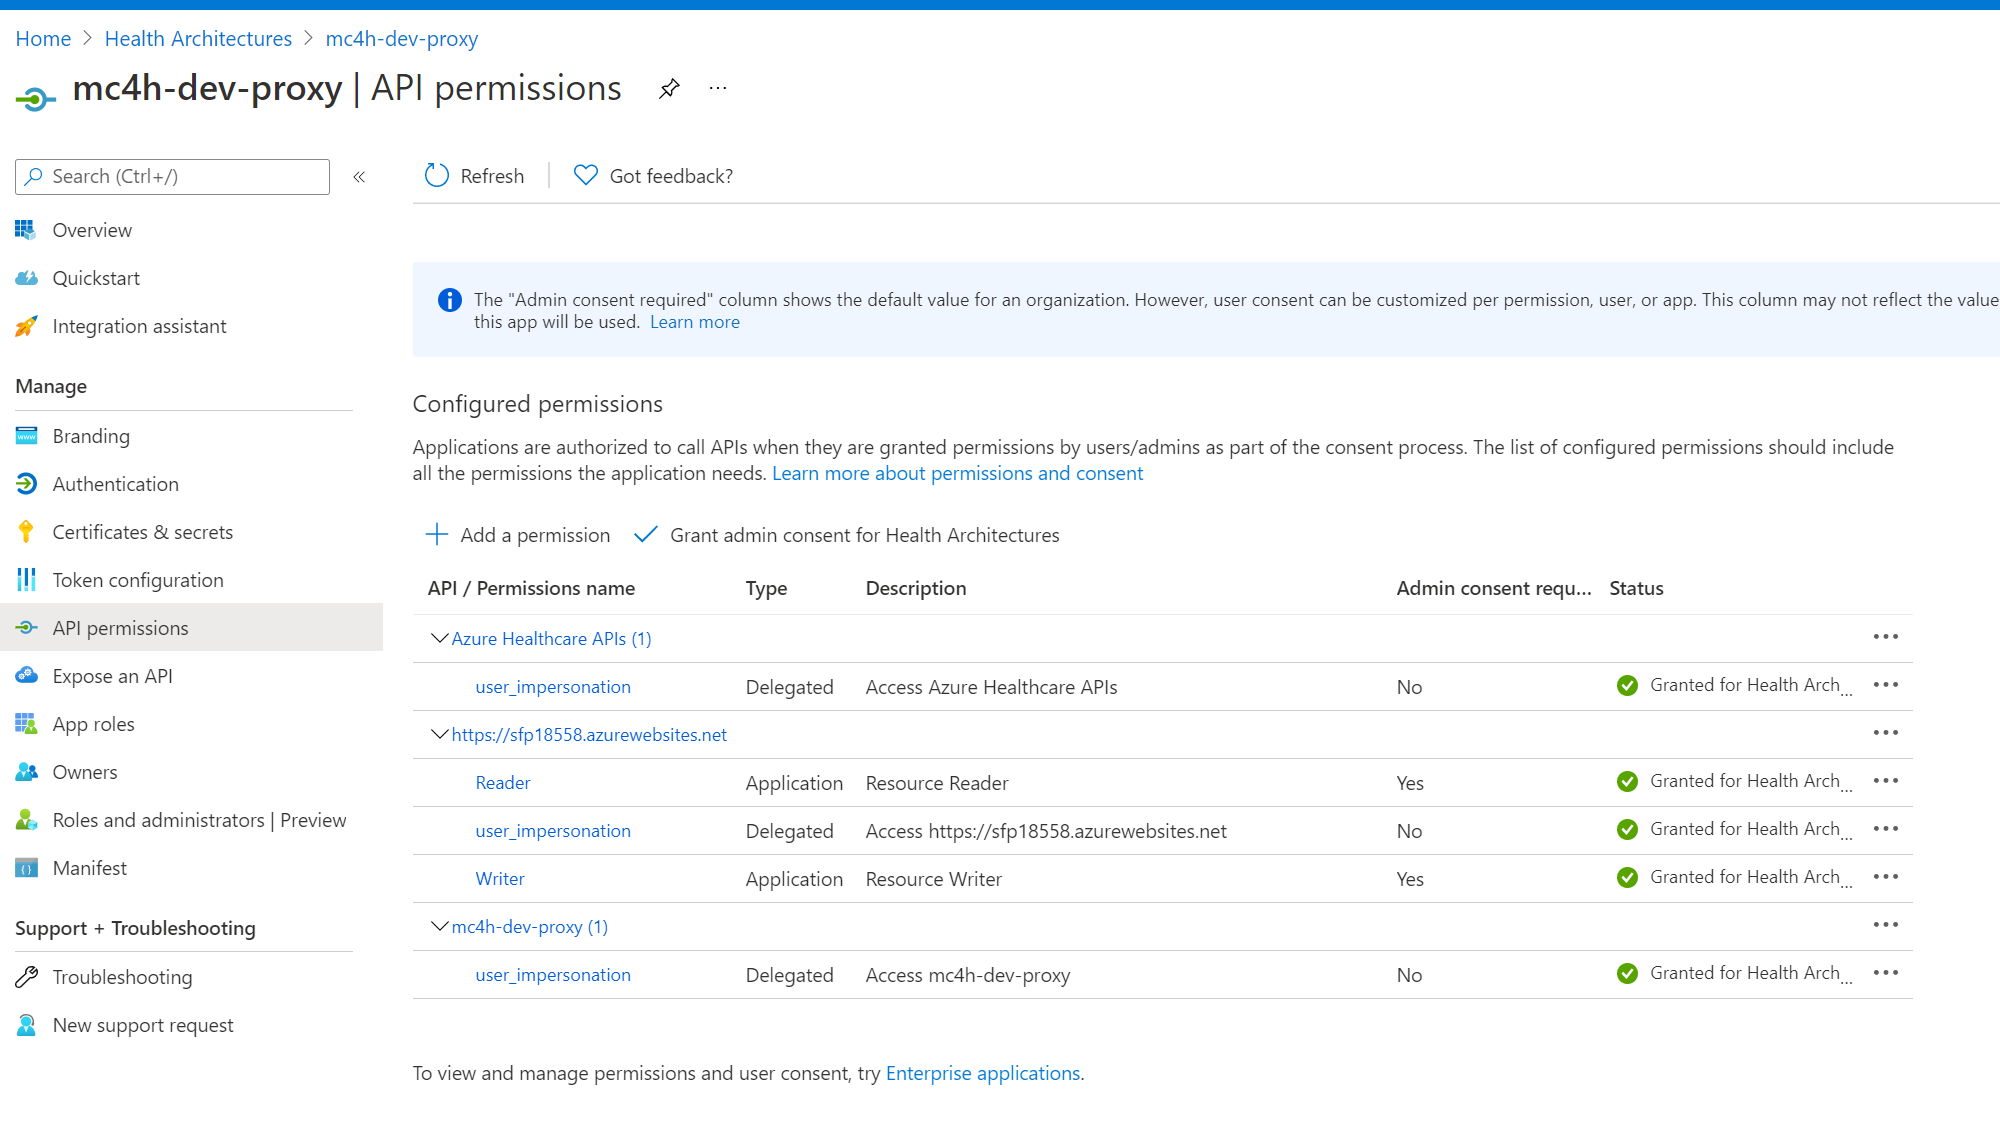 Home > Health Architectures > mc4h-dev-proxy
mc4h-dev-proxy | API permissions ...
Search (Ctrl+/) «
Refresh | Got feedback?
Overview
Quickstart
Integration assistant
Manage
Branding
Authentication
Certificates & secrets
Token configuration
API permissions
Expose an API
App roles
Owners
Roles and administrators | Preview
Manifest
Support + Troubleshooting
Troubleshooting
New support request
The "Admin consent required" column shows the default value for an organization. However, user consent can be customized per permission, user, or app. This column may not reflect the value
this app will be used. Learn more
Configured permissions
Applications are authorized to call APIs when they are granted permissions by users/admins as part of the consent process. The list of configured permissions should include
all the permissions the application needs. Learn more about permissions and consent
Add a permission Grant admin consent for Health Architectures
API / Permissions name Type Description Admin consent requ... Status
Azure Healthcare APIs (1) ...
user_impersonation Delegated Access Azure Healthcare APIs No Granted for Health Arch... ...
https://sfp18558.azurewebsites.net ...
Reader Application Resource Reader Yes Granted for Health Arch... ...
user_impersonation Delegated Access https://sfp18558.azurewebsites.net No Granted for Health Arch... ...
Writer Application Resource Writer Yes Granted for Health Arch... ...
mc4h-dev-proxy (1) ...
user_impersonation Delegated Access mc4h-dev-proxy No Granted for Health Arch... ...
To view and manage permissions and user consent, try Enterprise applications.